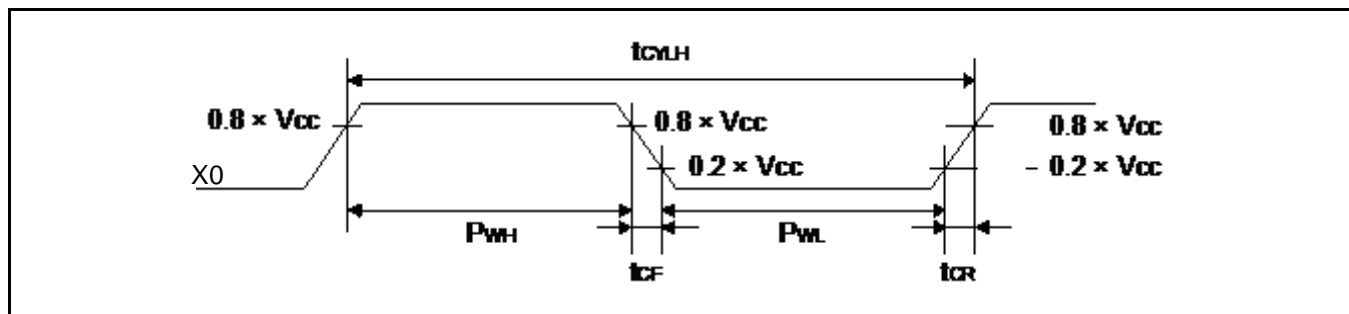 tCYLH
0.8 × VCC
0.8 × VCC
0.8 × VCC
X0
0.2 × VCC
0.2 × VCC
PWH
PWL
tCF
tCR